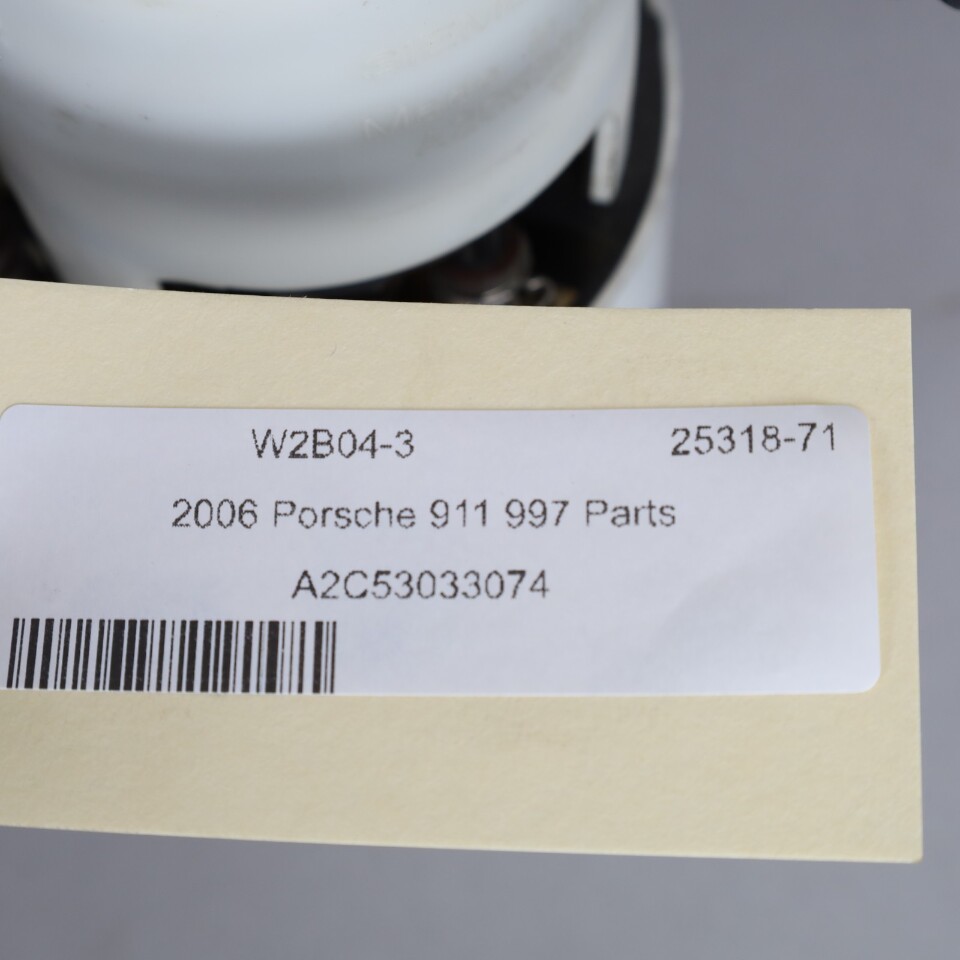 W2B04-3 25318-71
2006 Porsche 911 997 Parts
A2C53033074